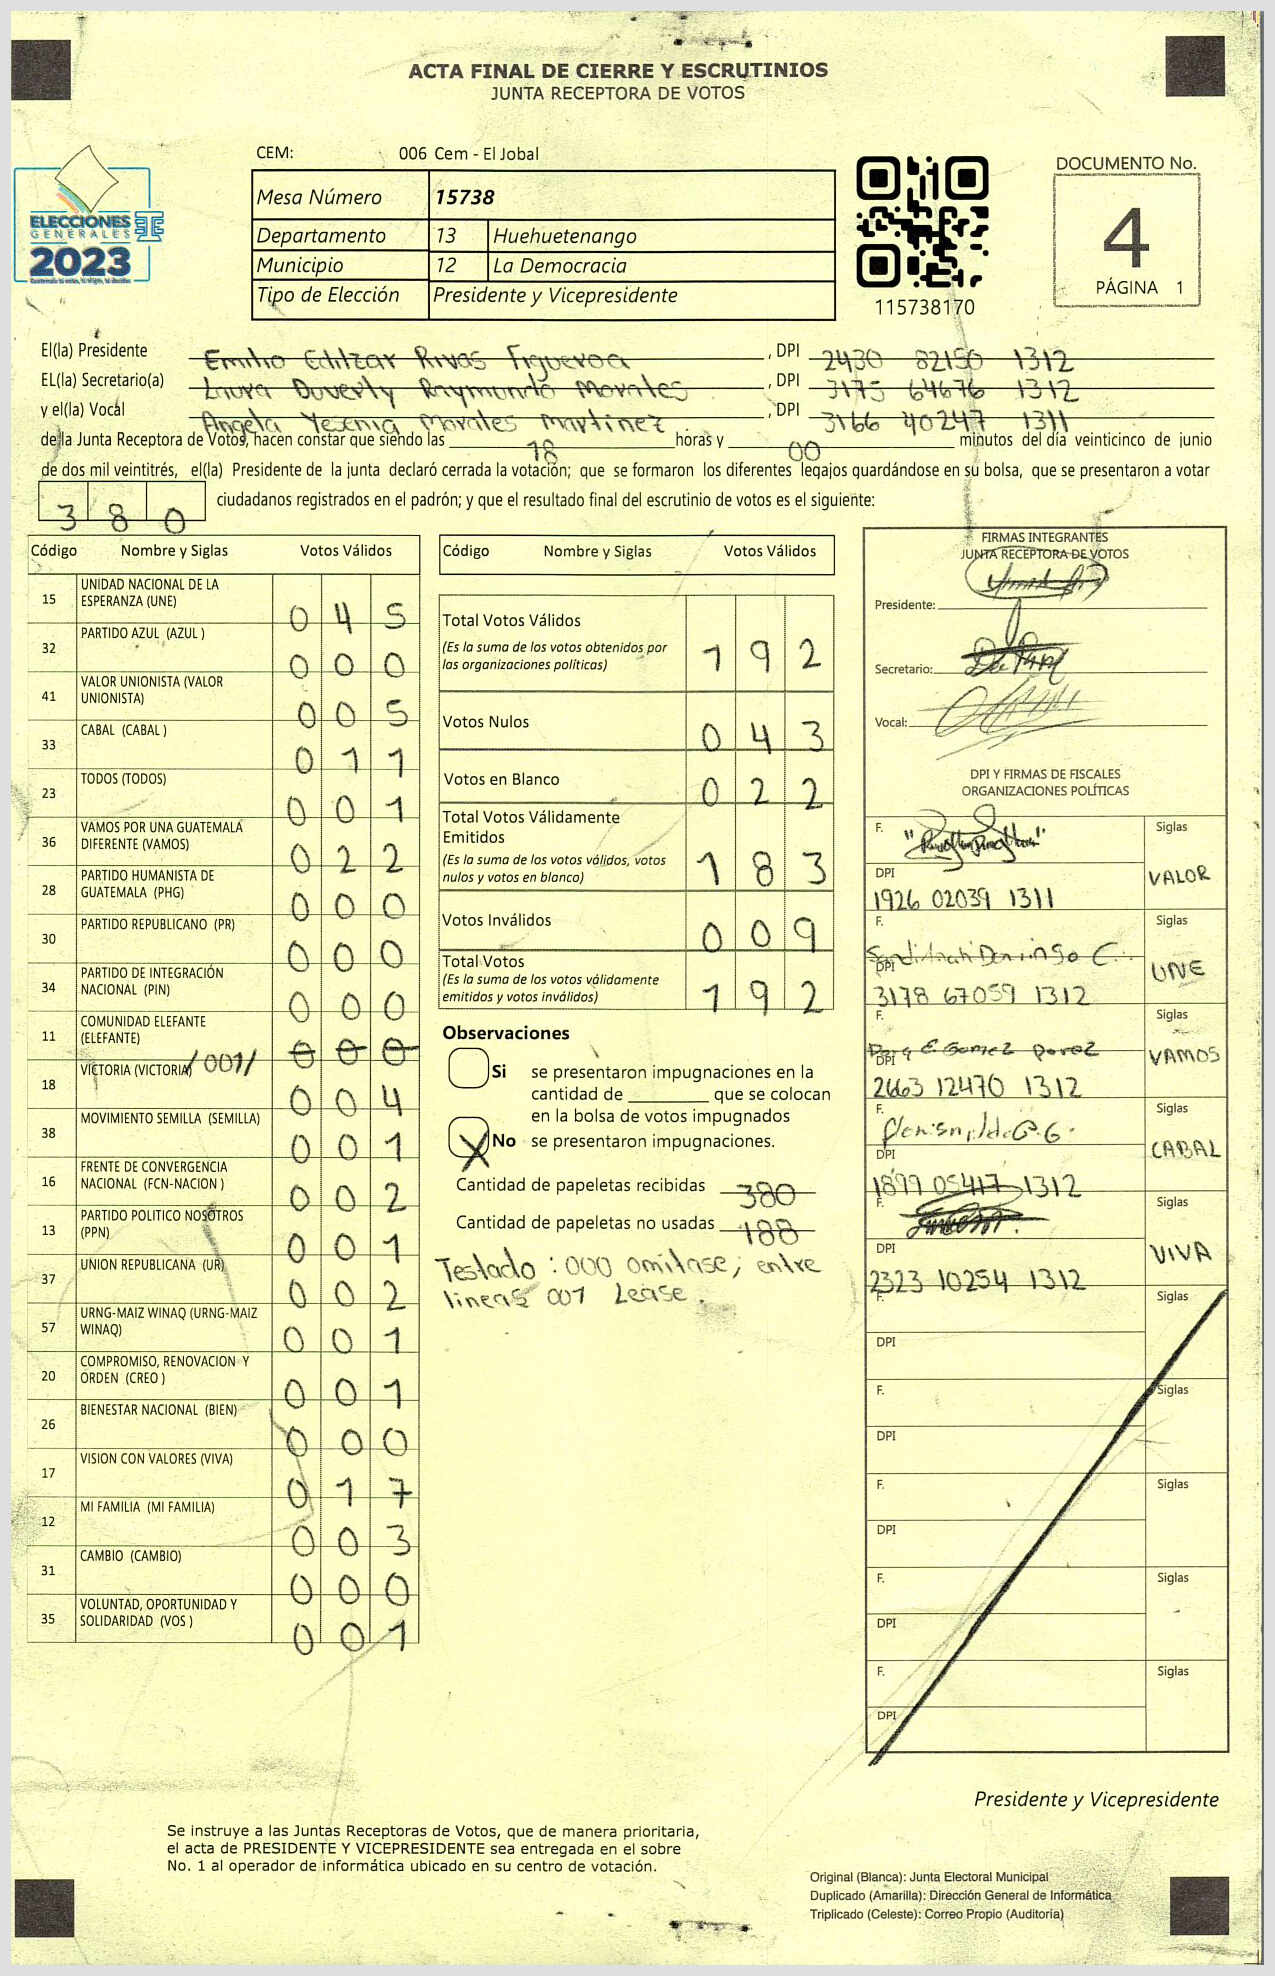 ACTA FINAL DE CIERRE Y ESCRUTINIOS
JUNTA RECEPTORA DE VOTOS
CEM: 006 Cem - El Jobal
DOCUMENTO No.
4
PÁGINA 1
ELECCIONES
GENERALES
2023
Mesa Número 15738
Departamento 13 Huehuetenango
Municipio 12 La Democracia
Tipo de Elección Presidente y Vicepresidente
115738170
El(la) Presidente Emilio Edilzar Rivas Figueroa , DPI 2430 82150 1312
EL(la) Secretario(a) Laura Duverly Raymundo Morales , DPI 3175 64676 1312
y el(la) Vocal Angela Yesenia Morales Martinez , DPI 3166 40247 1311
de la Junta Receptora de Votos, hacen constar que siendo las 18 horas y 00 minutos del día veinticinco de junio
de dos mil veintitrés, el(la) Presidente de la junta declaró cerrada la votación; que se formaron los diferentes legajos guardándose en su bolsa, que se presentaron a votar
380 ciudadanos registrados en el padrón; y que el resultado final del escrutinio de votos es el siguiente:
Código Nombre y Siglas Votos Válidos
15 UNIDAD NACIONAL DE LA
ESPERANZA (UNE) 0 4 5
32 PARTIDO AZUL (AZUL ) 0 0 0
41 VALOR UNIONISTA (VALOR
UNIONISTA) 0 0 5
33 CABAL (CABAL ) 0 1 1
23 TODOS (TODOS) 0 0 1
36 VAMOS POR UNA GUATEMALA
DIFERENTE (VAMOS) 0 2 2
28 PARTIDO HUMANISTA DE
GUATEMALA (PHG) 0 0 0
30 PARTIDO REPUBLICANO (PR) 0 0 0
34 PARTIDO DE INTEGRACIÓN
NACIONAL (PIN) 0 0 0
11 COMUNIDAD ELEFANTE
(ELEFANTE) 0 0 0
/001/
18 VICTORIA (VICTORIA) 0 0 4
38 MOVIMIENTO SEMILLA (SEMILLA) 0 0 1
16 FRENTE DE CONVERGENCIA
NACIONAL (FCN-NACION ) 0 0 2
13 PARTIDO POLITICO NOSOTROS
(PPN) 0 0 1
37 UNION REPUBLICANA (UR) 0 0 2
57 URNG-MAIZ WINAQ (URNG-MAIZ
WINAQ) 0 0 1
20 COMPROMISO, RENOVACION Y
ORDEN (CREO ) 0 0 1
26 BIENESTAR NACIONAL (BIEN) 0 0 0
17 VISION CON VALORES (VIVA) 0 1 7
12 MI FAMILIA (MI FAMILIA) 0 0 3
31 CAMBIO (CAMBIO) 0 0 0
35 VOLUNTAD, OPORTUNIDAD Y
SOLIDARIDAD (VOS ) 0 0 1
Código Nombre y Siglas Votos Válidos
Total Votos Válidos 1 9 2
(Es la suma de los votos obtenidos por
las organizaciones políticas)
Votos Nulos 0 4 3
Votos en Blanco 0 2 2
Total Votos Válidamente
Emitidos 1 8 3
(Es la suma de los votos válidos, votos
nulos y votos en blanco)
Votos Inválidos 0 0 9
Total Votos 1 9 2
(Es la suma de los votos válidamente
emitidos y votos inválidos)
Observaciones
Si se presentaron impugnaciones en la
cantidad de ________ que se colocan
en la bolsa de votos impugnados
X No se presentaron impugnaciones.
Cantidad de papeletas recibidas 380
Cantidad de papeletas no usadas 188
Testado : 000 omitase; entre
lineas 001 Lease.
FIRMAS INTEGRANTES
JUNTA RECEPTORA DE VOTOS
Presidente:
Secretario:
Vocal:
DPI Y FIRMAS DE FISCALES
ORGANIZACIONES POLÍTICAS
F. Siglas
DPI VALOR
1926 02039 1311
F. Domingo C. Siglas
DPI UNE
3178 67059 1312
F. E. Gomez Perez Siglas
DPI VAMOS
2663 12470 1312
F. Siglas
DPI CABAL
1899 05417 1312
F. Siglas
DPI VIVA
2323 10254 1312
F. Siglas
DPI
F. Siglas
DPI
F. Siglas
DPI
F. Siglas
DPI
F. Siglas
DPI
Presidente y Vicepresidente
Se instruye a las Juntas Receptoras de Votos, que de manera prioritaria,
el acta de PRESIDENTE Y VICEPRESIDENTE sea entregada en el sobre
No. 1 al operador de informática ubicado en su centro de votación.
Original (Blanca): Junta Electoral Municipal
Duplicado (Amarilla): Dirección General de Informática
Triplicado (Celeste): Correo Propio (Auditoría)